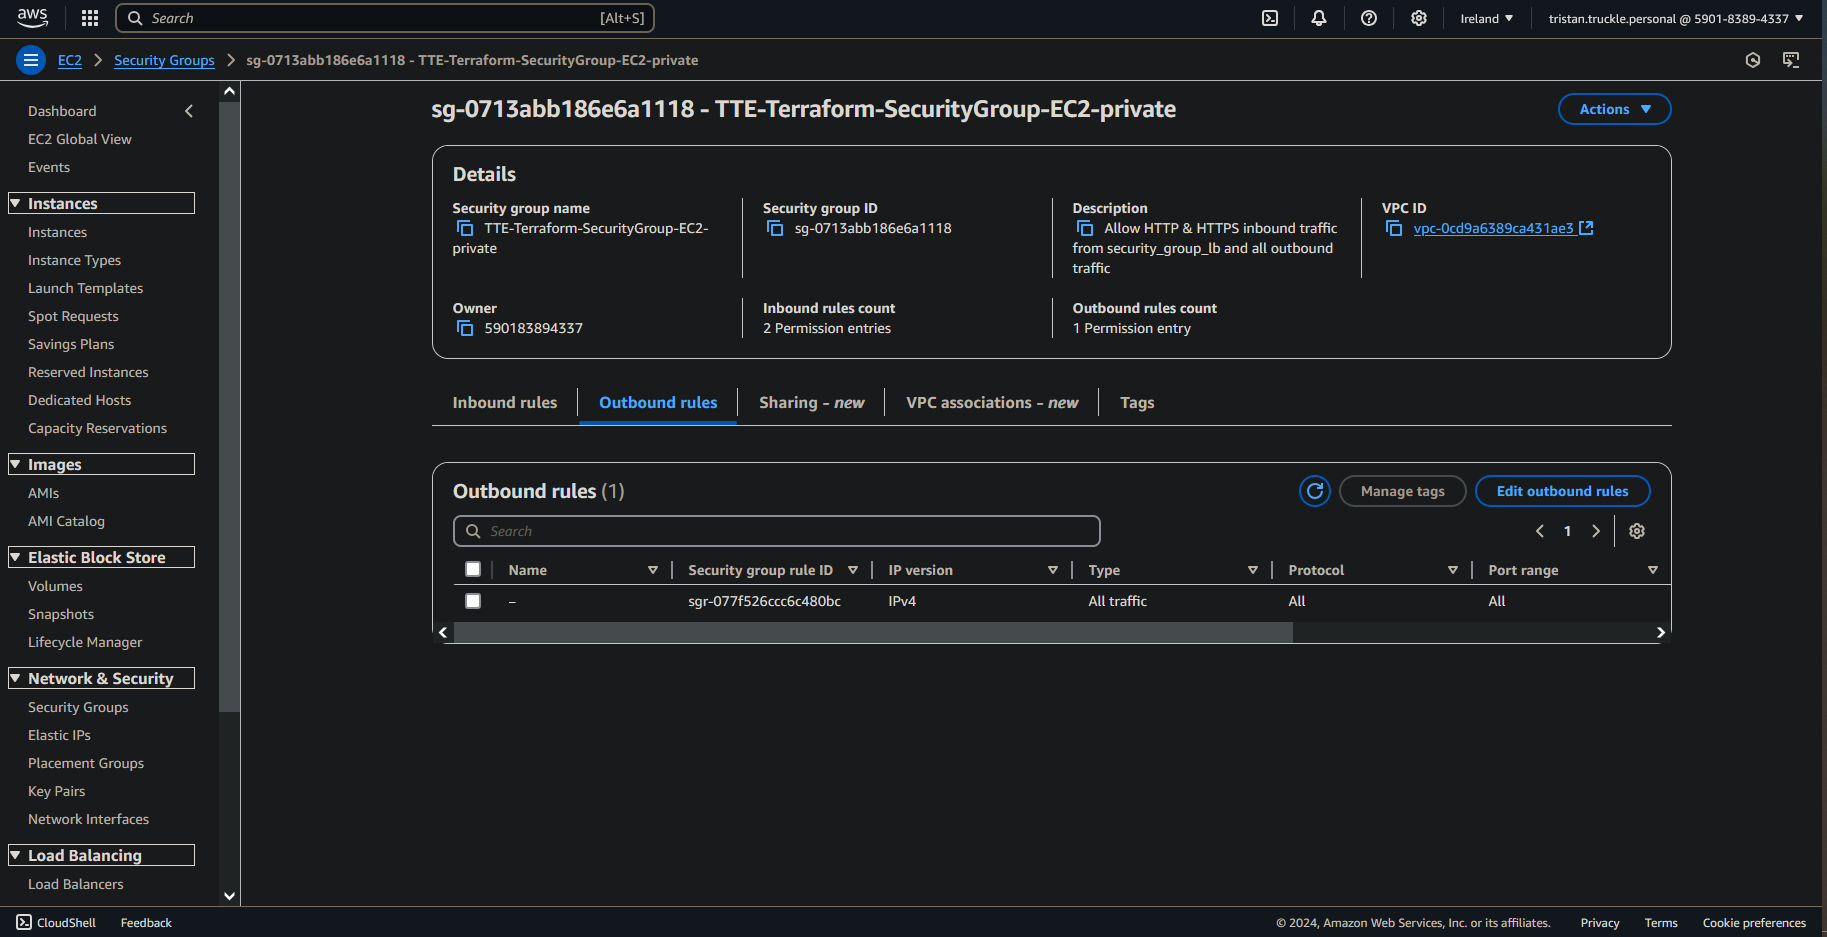 aws
Search [Alt+S]
Ireland
tristan.truckle.personal @ 5901-8389-4337
EC2
Security Groups
sg-0713abb186e6a1118 - TTE-Terraform-SecurityGroup-EC2-private
Dashboard
EC2 Global View
Events
Instances
Instances
Instance Types
Launch Templates
Spot Requests
Savings Plans
Reserved Instances
Dedicated Hosts
Capacity Reservations
Images
AMIs
AMI Catalog
Elastic Block Store
Volumes
Snapshots
Lifecycle Manager
Network & Security
Security Groups
Elastic IPs
Placement Groups
Key Pairs
Network Interfaces
Load Balancing
Load Balancers
sg-0713abb186e6a1118 - TTE-Terraform-SecurityGroup-EC2-private
Actions
Details
Security group name
TTE-Terraform-SecurityGroup-EC2-
private
Security group ID
sg-0713abb186e6a1118
Description
Allow HTTP & HTTPS inbound traffic
from security_group_lb and all outbound
traffic
VPC ID
vpc-0cd9a6389ca431ae3
Owner
590183894337
Inbound rules count
2 Permission entries
Outbound rules count
1 Permission entry
Inbound rules
Outbound rules
Sharing - new
VPC associations - new
Tags
Outbound rules (1)
Manage tags
Edit outbound rules
Search
1
Name Security group rule ID IP version Type Protocol Port range
– sgr-077f526ccc6c480bc IPv4 All traffic All All
CloudShell
Feedback
© 2024, Amazon Web Services, Inc. or its affiliates.
Privacy
Terms
Cookie preferences